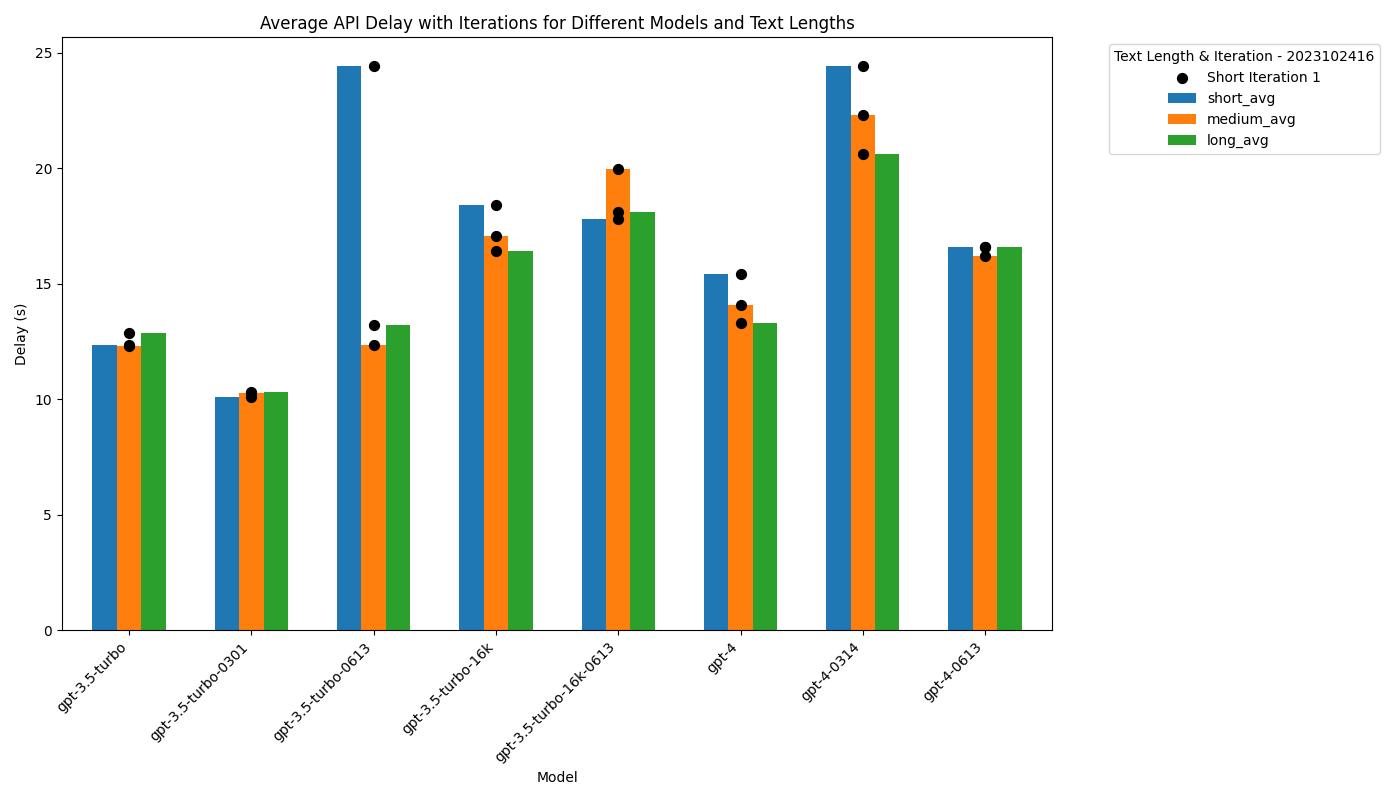 Average API Delay with Iterations for Different Models and Text Lengths
Text Length & Iteration - 2023102416
Short Iteration 1
short_avg
medium_avg
long_avg
Delay (s)
25
20
15
10
5
0
gpt-3.5-turbo
gpt-3.5-turbo-0301
gpt-3.5-turbo-0613
gpt-3.5-turbo-16k
gpt-3.5-turbo-16k-0613
gpt-4
gpt-4-0314
gpt-4-0613
Model